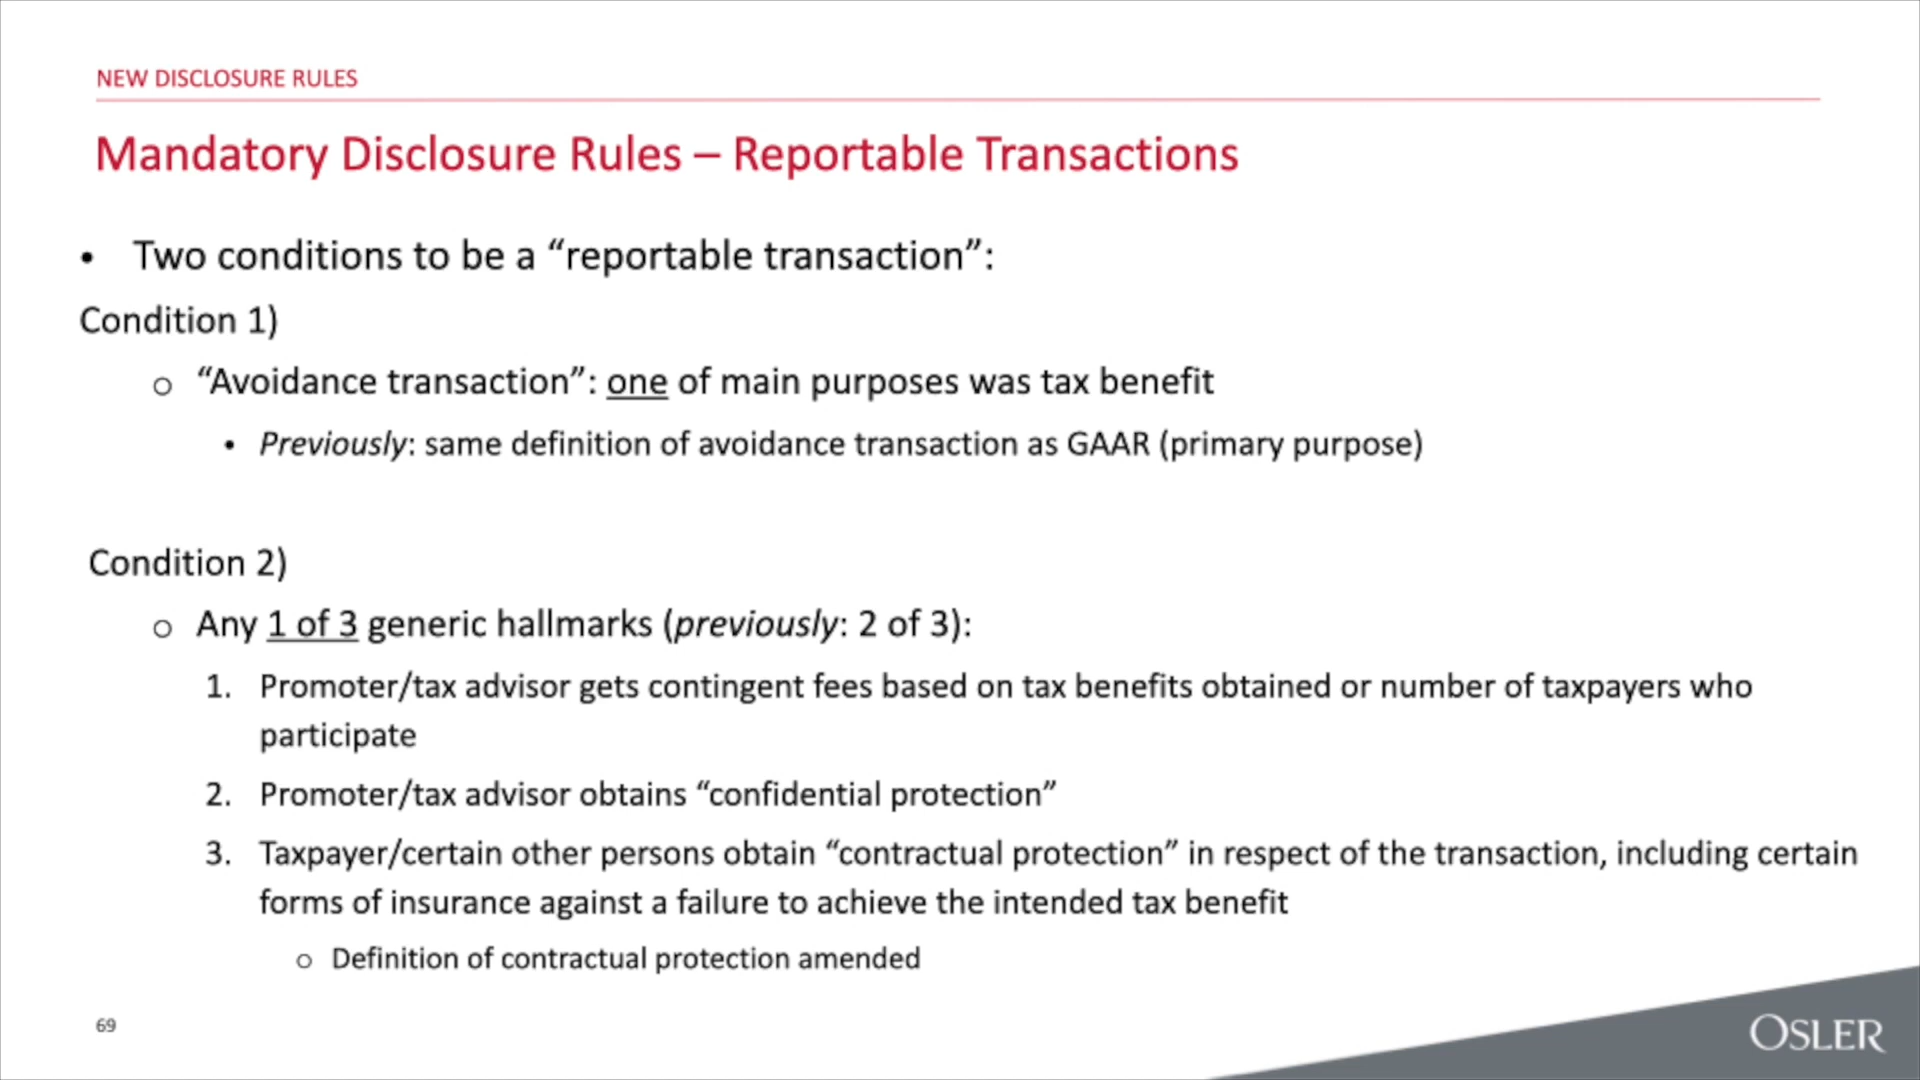 NEW DISCLOSURE RULES
Mandatory Disclosure Rules – Reportable Transactions
• Two conditions to be a “reportable transaction”:
Condition 1)
o “Avoidance transaction”: one of main purposes was tax benefit
• Previously: same definition of avoidance transaction as GAAR (primary purpose)
Condition 2)
o Any 1 of 3 generic hallmarks (previously: 2 of 3):
1. Promoter/tax advisor gets contingent fees based on tax benefits obtained or number of taxpayers who
participate
2. Promoter/tax advisor obtains “confidential protection”
3. Taxpayer/certain other persons obtain “contractual protection” in respect of the transaction, including certain
forms of insurance against a failure to achieve the intended tax benefit
o Definition of contractual protection amended
69
OSLER